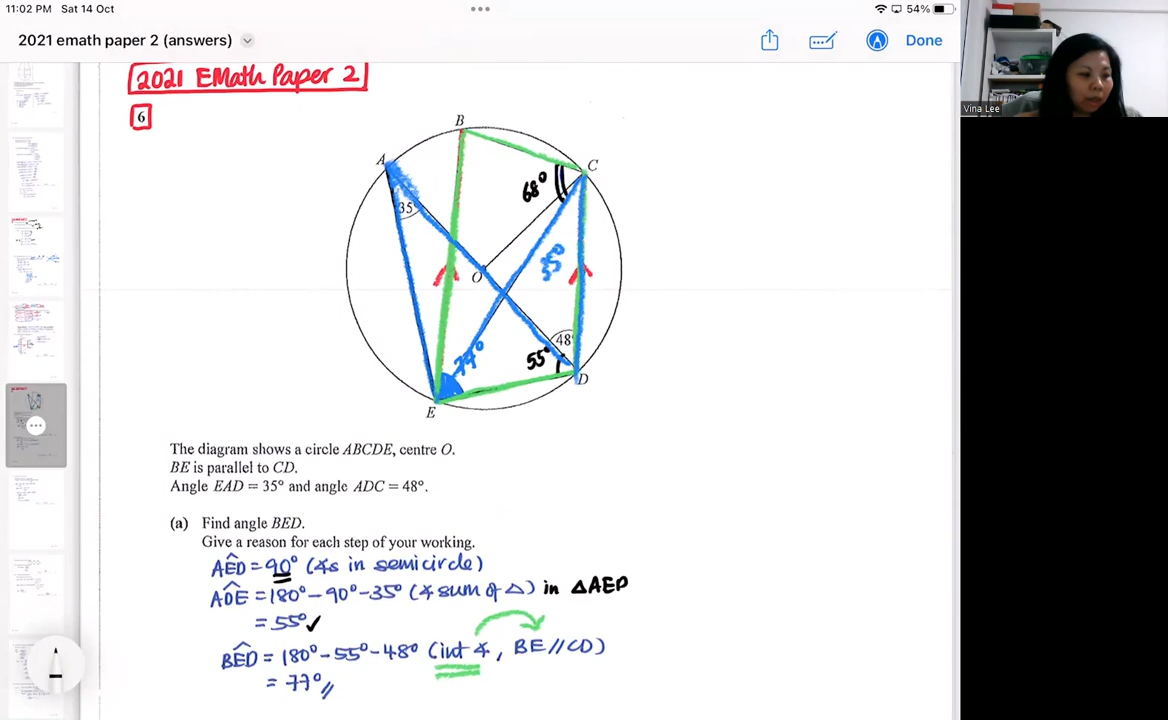 11:02 PM Sat 14 Oct
54%
2021 emath paper 2 (answers)
Done
Vina Lee
2021 EMath Paper 2
6
B
A
C
68°
35
55°
35°
O
48
77°
55°
D
E
The diagram shows a circle ABCDE, centre O.
BE is parallel to CD.
Angle EAD = 35° and angle ADC = 48°.
(a) Find angle BED.
Give a reason for each step of your working.
AÊD = 90° (∠s in semicircle)
AD̂E = 180° - 90° - 35° (∠ sum of △) in △AED
= 55° ✓
BÊD = 180° - 55° - 48° (int ∠, BE // CD)
= 77° //